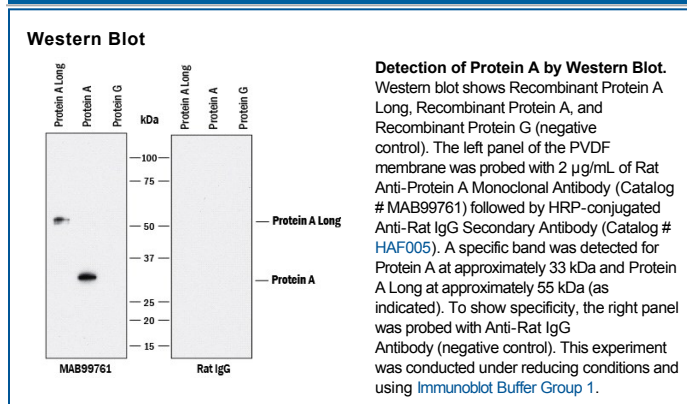 Western Blot
Protein A Long
Protein A
Protein G
kDa
Protein A Long
Protein A
Protein G
100
75
50
37
25
20
15
Protein A Long
Protein A
MAB99761
Rat IgG
Detection of Protein A by Western Blot.
Western blot shows Recombinant Protein A
Long, Recombinant Protein A, and
Recombinant Protein G (negative
control). The left panel of the PVDF
membrane was probed with 2 µg/mL of Rat
Anti-Protein A Monoclonal Antibody (Catalog
# MAB99761) followed by HRP-conjugated
Anti-Rat IgG Secondary Antibody (Catalog #
HAF005). A specific band was detected for
Protein A at approximately 33 kDa and Protein
A Long at approximately 55 kDa (as
indicated). To show specificity, the right panel
was probed with Anti-Rat IgG
Antibody (negative control). This experiment
was conducted under reducing conditions and
using Immunoblot Buffer Group 1.